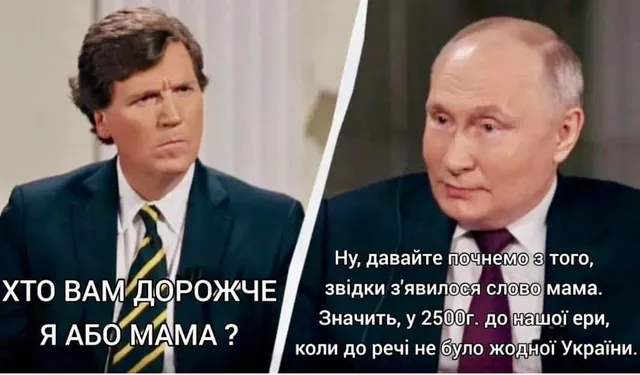 ХТО ВАМ ДОРОЖЧЕ
Я АБО МАМА ?
Ну, давайте почнемо з того,
звідки з'явилося слово мама.
Значить, у 2500г. до нашої ери,
коли до речі не було жодної України.